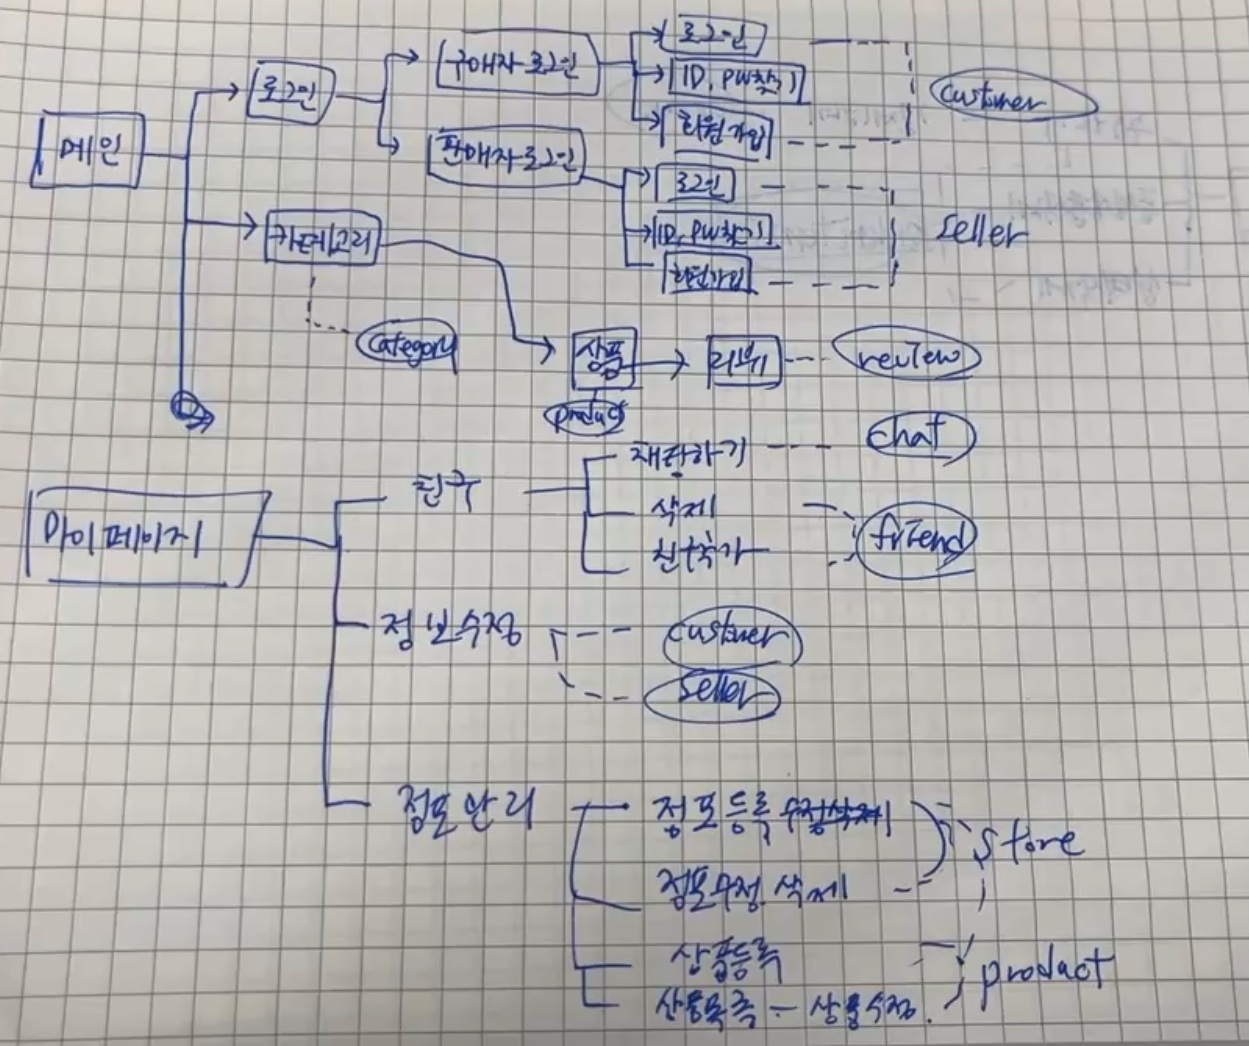 메인
로그인
구매자 로그인
로그인
ID, PW찾기
회원가입
customer
판매자로그인
로그인
ID, PW찾기
회원가입
seller
카테고리
category
상품
product
리뷰
review
마이페이지
친구
채팅하기
chat
삭제
친구추가
friend
정보수정
customer
seller
점포관리
점포등록 수정삭제
점포수정 삭제
store
상품등록
상품목록 - 상품수정.
product